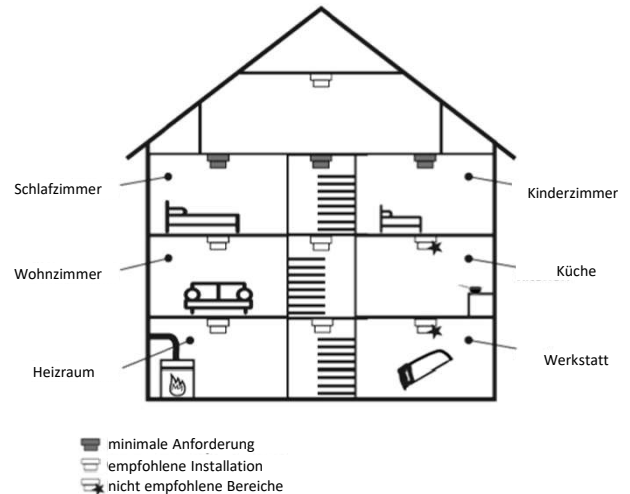 Schlafzimmer
Kinderzimmer
Wohnzimmer
Küche
Heizraum
Werkstatt
minimale Anforderung
empfohlene Installation
nicht empfohlene Bereiche